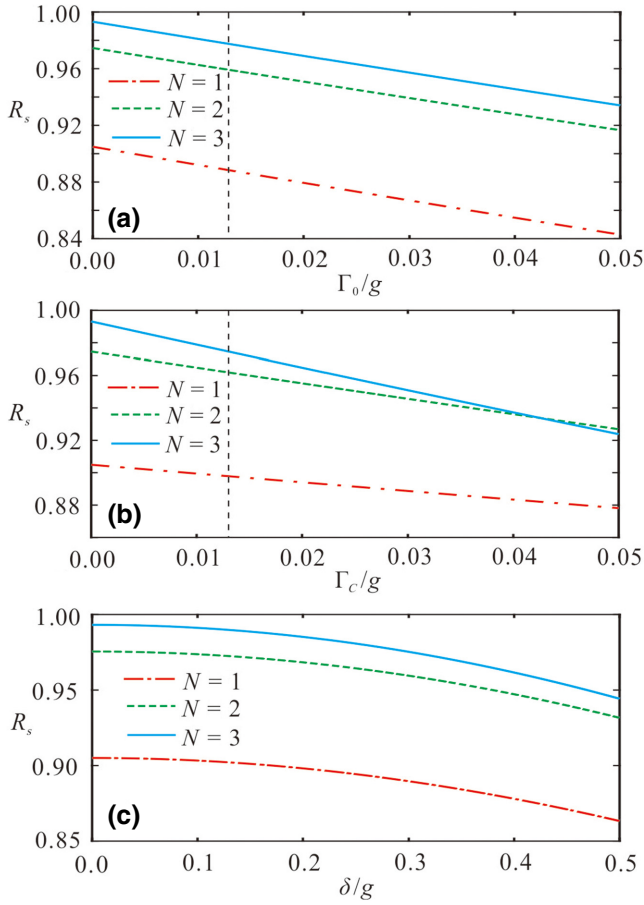 1.00
0.96
N = 1
N = 2
R_s
0.92
N = 3
0.88
(a)
0.84
0.00 0.01 0.02 0.03 0.04 0.05
Γ_0/g
1.00
0.96
N = 1
R_s
N = 2
0.92
N = 3
0.88
(b)
0.00 0.01 0.02 0.03 0.04 0.05
Γ_C/g
1.00
0.95
N = 1
N = 2
R_s
N = 3
0.90
(c)
0.85
0.0 0.1 0.2 0.3 0.4 0.5
δ/g